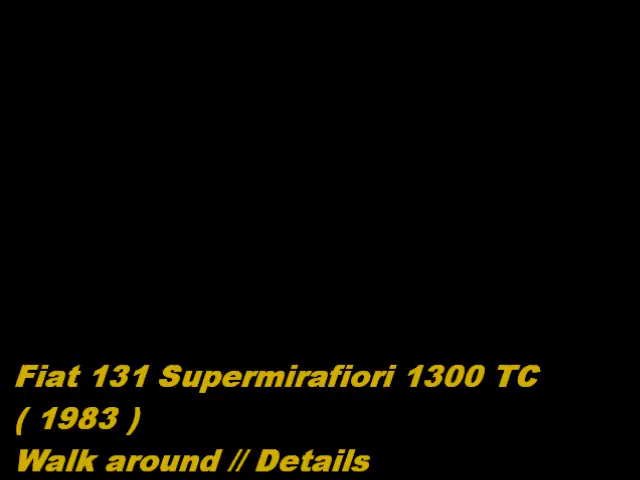 Fiat 131 Supermirafiori 1300 TC
( 1983 )
Walk around // Details